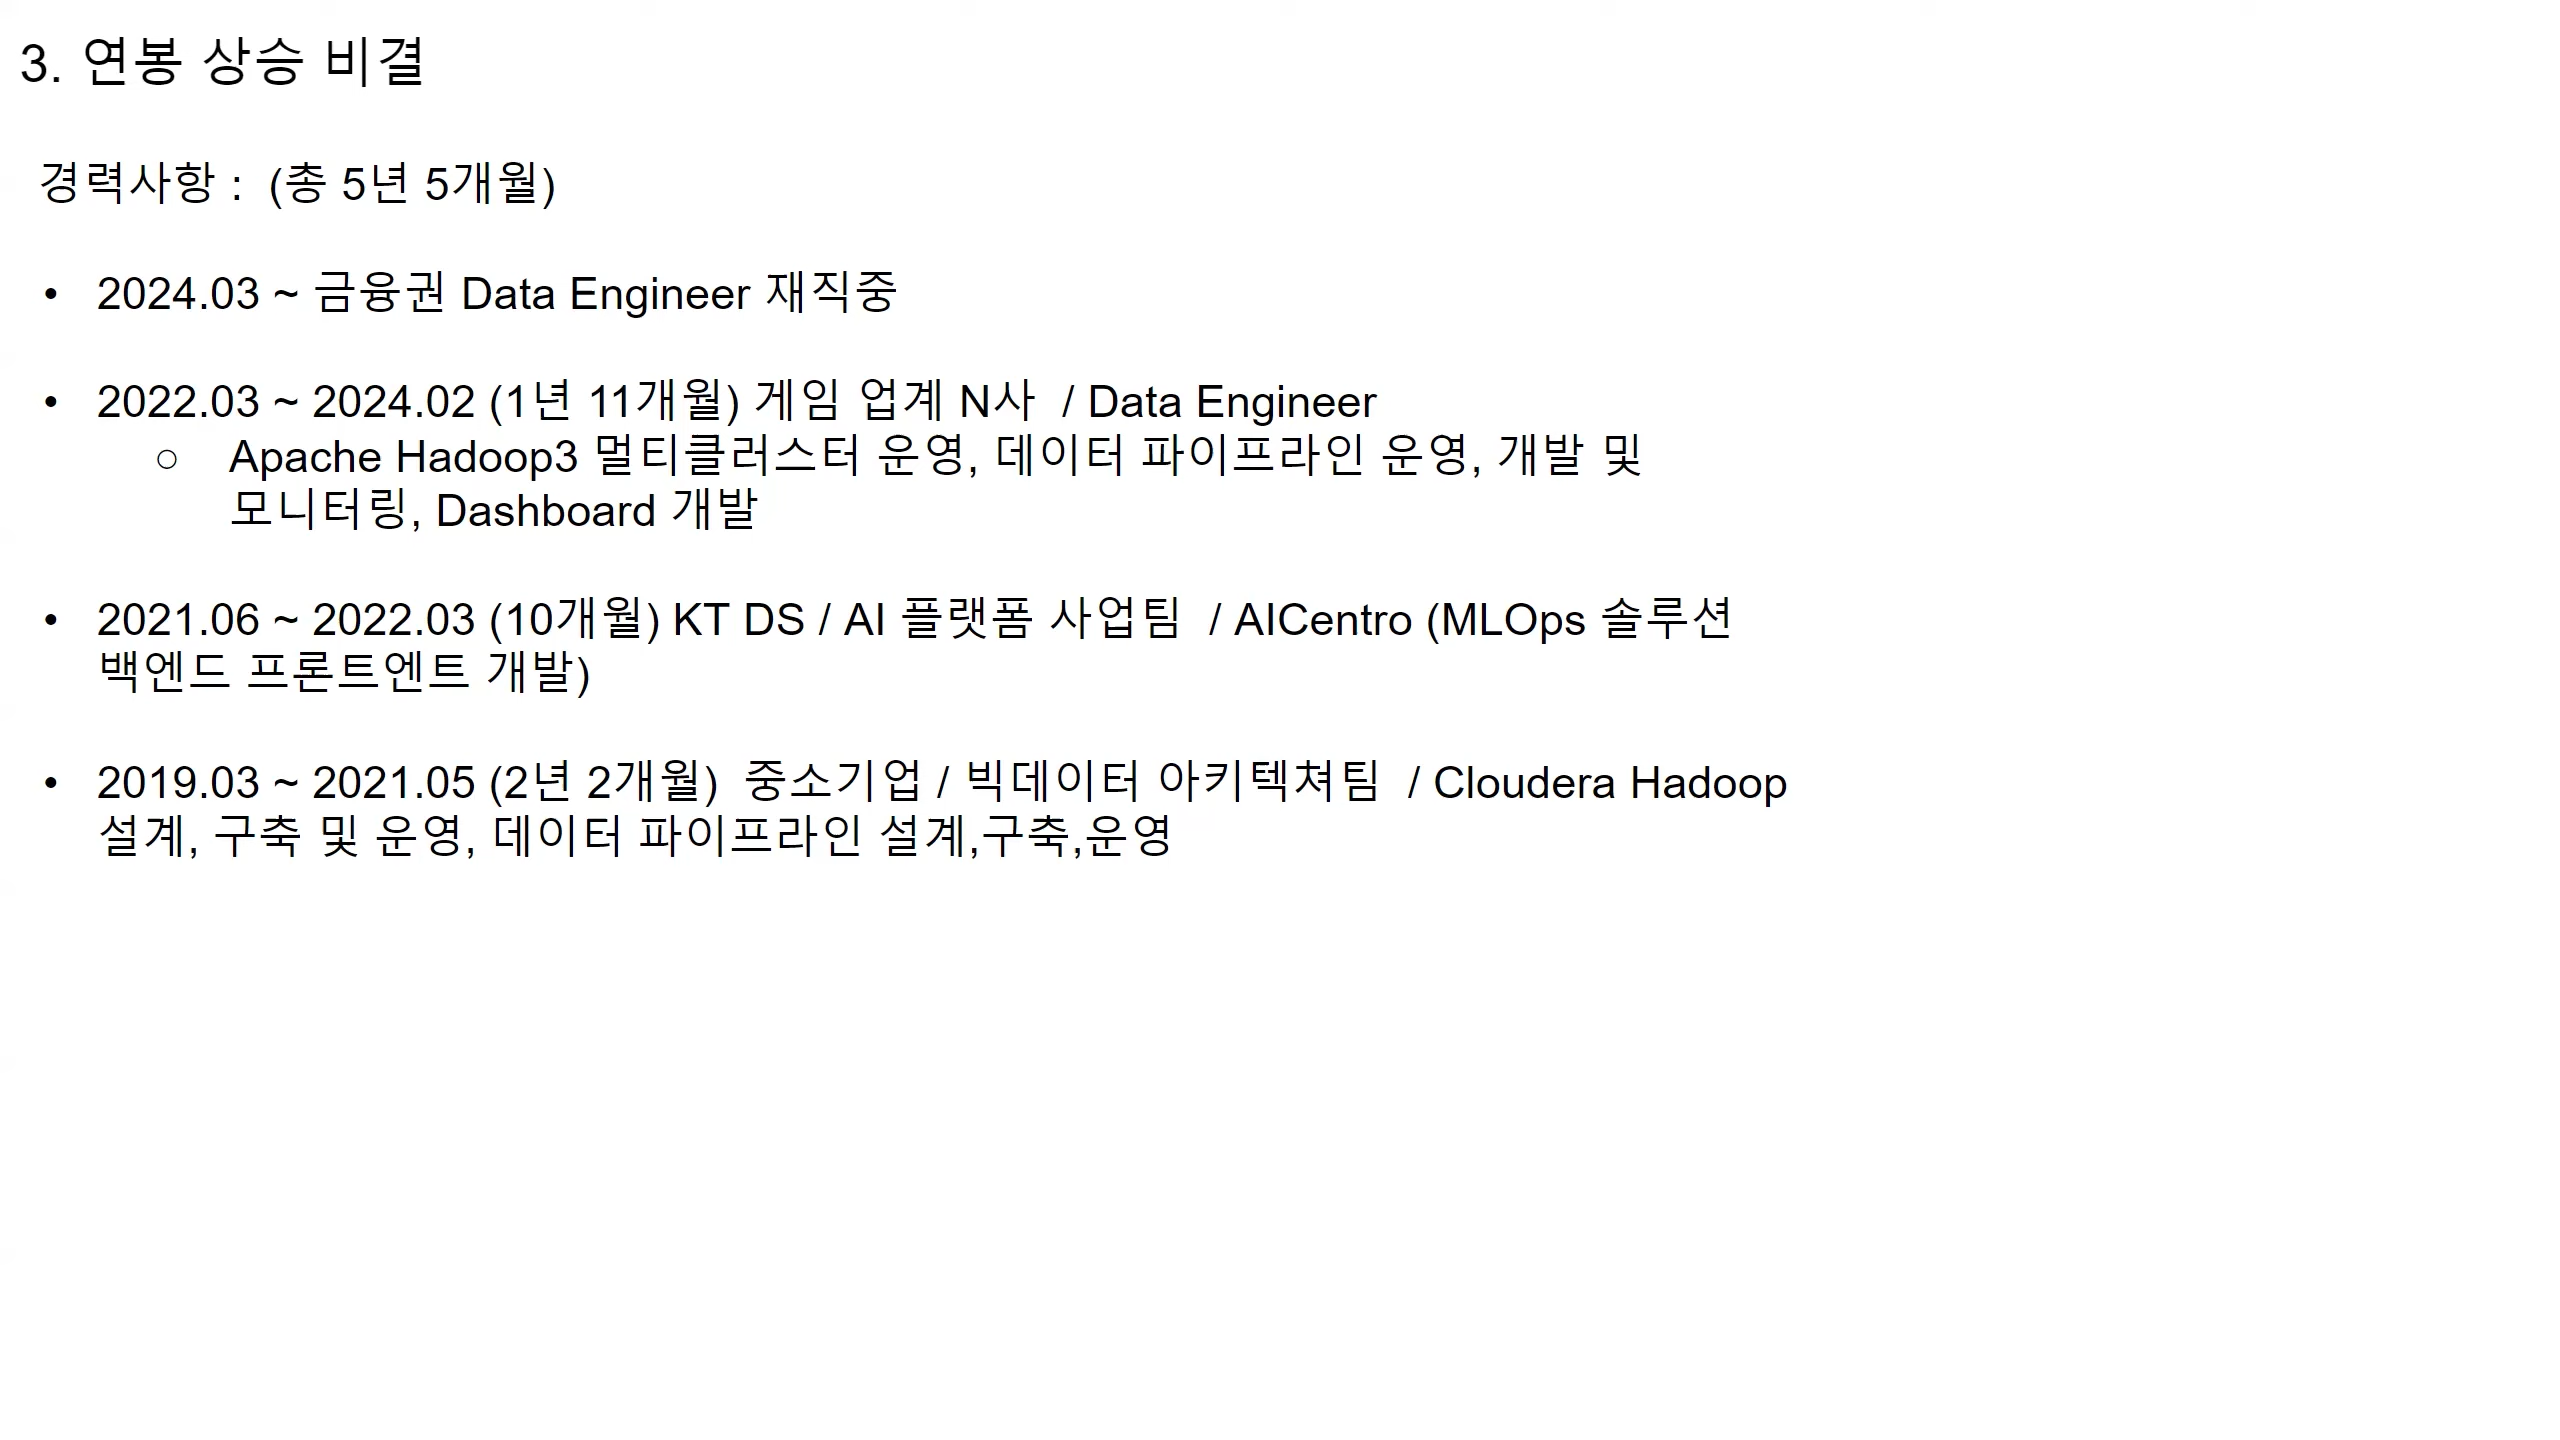 3. 연봉 상승 비결
경력사항 : (총 5년 5개월)
• 2024.03 ~ 금융권 Data Engineer 재직중
• 2022.03 ~ 2024.02 (1년 11개월) 게임 업계 N사 / Data Engineer
○ Apache Hadoop3 멀티클러스터 운영, 데이터 파이프라인 운영, 개발 및
모니터링, Dashboard 개발
• 2021.06 ~ 2022.03 (10개월) KT DS / AI 플랫폼 사업팀 / AICentro (MLOps 솔루션
백엔드 프론트엔트 개발)
• 2019.03 ~ 2021.05 (2년 2개월) 중소기업 / 빅데이터 아키텍쳐팀 / Cloudera Hadoop
설계, 구축 및 운영, 데이터 파이프라인 설계,구축,운영